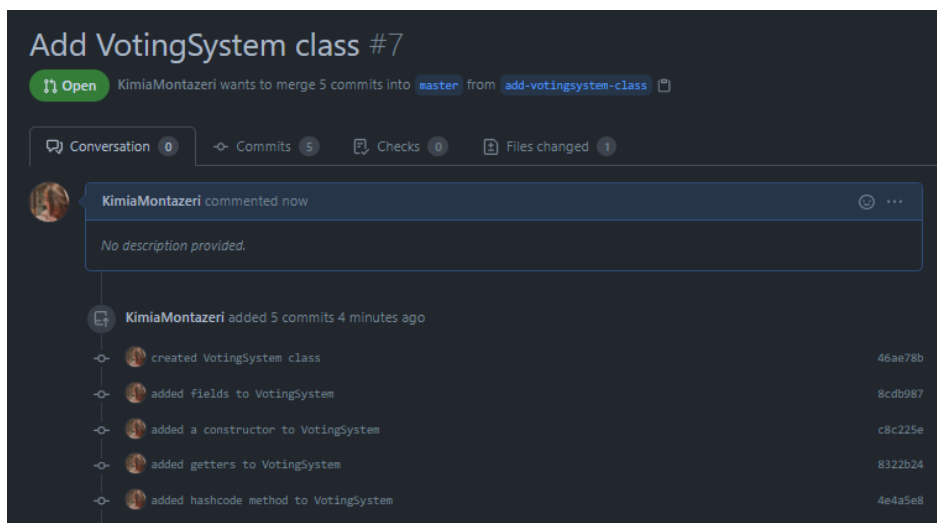 Add VotingSystem class #7
Open KimiaMontazeri wants to merge 5 commits into master from add-votingsystem-class
Conversation 0 Commits 5 Checks 0 Files changed 1
KimiaMontazeri commented now
No description provided.
KimiaMontazeri added 5 commits 4 minutes ago
created VotingSystem class 46ae78b
added fields to VotingSystem 8cdb987
added a constructor to VotingSystem c8c225e
added getters to VotingSystem 8322b24
added hashcode method to VotingSystem 4e4a5e8